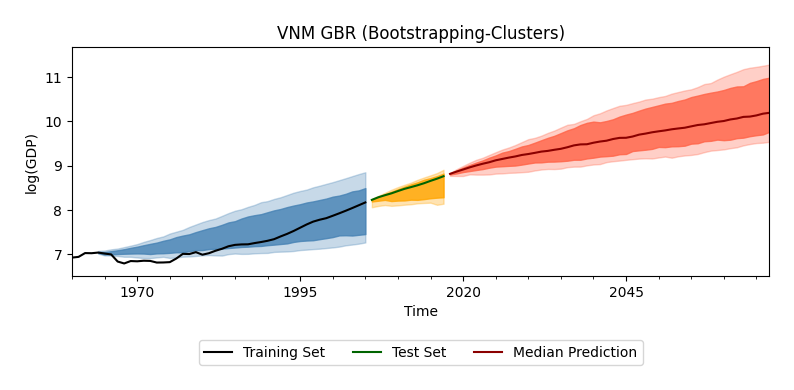 VNM GBR (Bootstrapping-Clusters)
11
10
9
8
7
log(GDP)
1970 1995 2020 2045
Time
Training Set Test Set Median Prediction